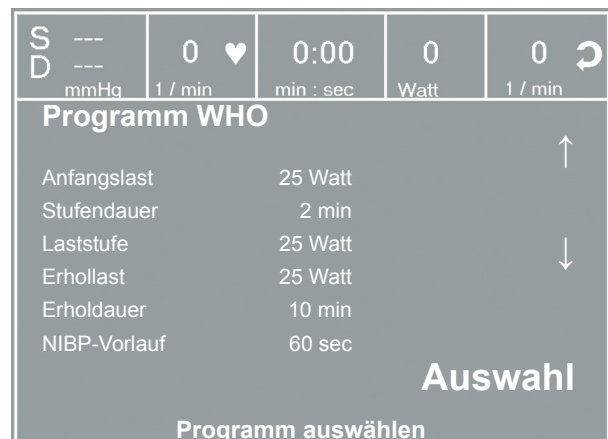 S --- 0 ♥ 0:00 0 0
D ---
mmHg 1 / min min : sec Watt 1 / min
Programm WHO
↑
Anfangslast 25 Watt
Stufendauer 2 min
Laststufe 25 Watt
↓
Erhollast 25 Watt
Erholdauer 10 min
NIBP-Vorlauf 60 sec
Auswahl
Programm auswählen